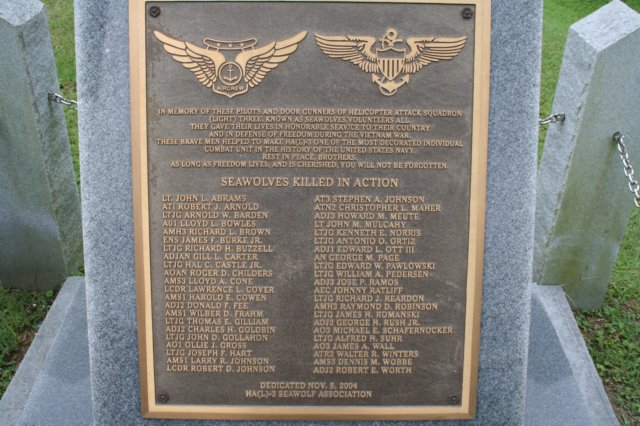 AIRCREW
IN MEMORY OF THESE PILOTS AND DOOR GUNNERS OF HELICOPTER ATTACK SQUADRON
(LIGHT) THREE, KNOWN AS SEAWOLVES, VOLUNTEERS ALL.
THEY GAVE THEIR LIVES IN HONORABLE SERVICE TO THEIR COUNTRY
AND IN DEFENSE OF FREEDOM DURING THE VIETNAM WAR.
THESE BRAVE MEN HELPED TO MAKE HA(L)-3 ONE OF THE MOST DECORATED INDIVIDUAL
COMBAT UNIT IN THE HISTORY OF THE UNITED STATES NAVY.
REST IN PEACE, BROTHERS.
AS LONG AS FREEDOM LIVES, AND IS CHERISHED, YOU WILL NOT BE FORGOTTEN.
SEAWOLVES KILLED IN ACTION
LT. JOHN L. ABRAMS
AT1 ROBERT J. ARNOLD
LTJG ARNOLD W. BARDEN
AO1 LLOYD L. BOWLES
AMH3 RICHARD L. BROWN
ENS JAMES F. BURKE JR.
LTJG RICHARD H. BUZZELL
ADJAN GILL L. CARTER
LTJG HAL C. CASTLE JR.
AOAN ROGER D. CHILDERS
AMS3 LLOYD A. CONE
LCDR LAWRENCE L. COVER
AMS1 HAROLD E. COWEN
ADJ2 DONALD F. FEE
AMS1 WILBER D. FRAHM
LTJG THOMAS E. GILLIAM
ADJ2 CHARLES H. GOLDBIN
LTJG JOHN D. GOLLAHON
AO1 OLLIE J. GROSS
LTJG JOSEPH F. HART
AMS1 LARRY R. JOHNSON
LCDR ROBERT D. JOHNSON
AT3 STEPHEN A. JOHNSON
ATN2 CHRISTOPHER L. MAHER
ADJ3 HOWARD M. MEUTE
LT JOHN M. MULCAHY
LTJG KENNETH E. NORRIS
LTJG ANTONIO O. ORTIZ
ADJ1 EDWARD L. OTT III
AN GEORGE M. PAGE
LTJG EDWARD W. PAWLOWSKI
LTJG WILLIAM A. PEDERSEN
ADJ3 JOSE P. RAMOS
AEC JOHNNY RATLIFF
LTJG RICHARD J. REARDON
AMH2 RAYMOND D. ROBINSON
LTJG JAMES H. ROMANSKI
ADJ2 GEORGE H. RUSH JR.
AO3 MICHAEL E. SCHAFERNOCKER
LTJG ALFRED H. SUHR
AO3 JAMES A. WALL
ATR2 WALTER R. WINTERS
AMS3 DENNIS M. WOBBE
ADJ2 ROBERT E. WORTH
DEDICATED NOV. 5, 2004
HA(L)-3 SEAWOLF ASSOCIATION